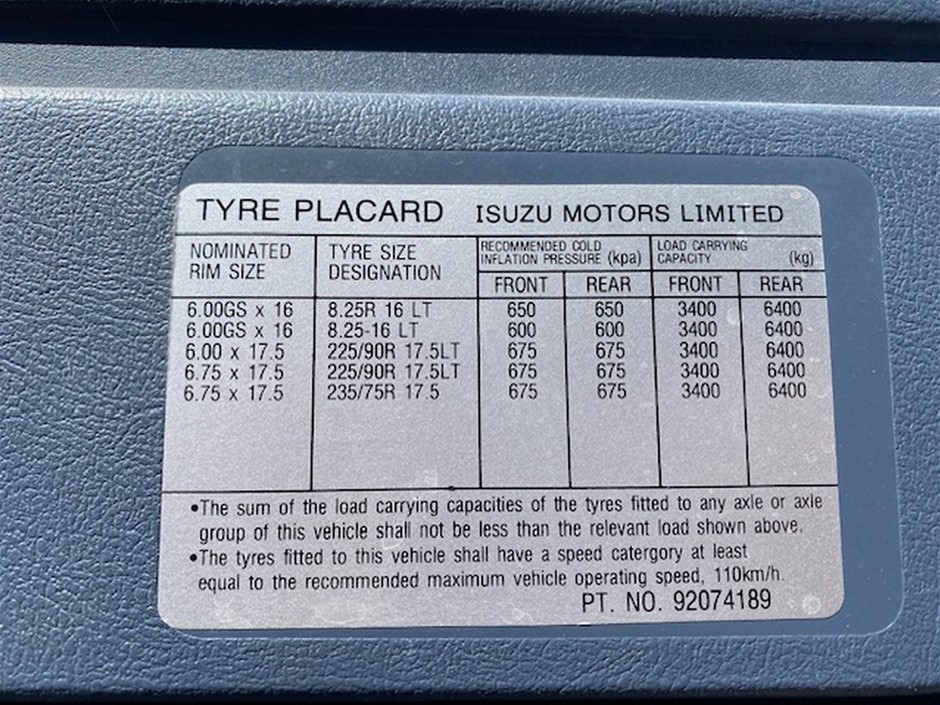 TYRE PLACARD ISUZU MOTORS LIMITED
NOMINATED RIM SIZE TYRE SIZE DESIGNATION RECOMMENDED COLD INFLATION PRESSURE (kpa) LOAD CARRYING CAPACITY (kg)
FRONT REAR FRONT REAR
6.00GS x 16 8.25R 16 LT 650 650 3400 6400
6.00GS x 16 8.25-16 LT 600 600 3400 6400
6.00 x 17.5 225/90R 17.5LT 675 675 3400 6400
6.75 x 17.5 225/90R 17.5LT 675 675 3400 6400
6.75 x 17.5 235/75R 17.5 675 675 3400 6400
•The sum of the load carrying capacities of the tyres fitted to any axle or axle
group of this vehicle shall not be less than the relevant load shown above.
•The tyres fitted to this vehicle shall have a speed catergory at least
equal to the recommended maximum vehicle operating speed, 110km/h.
PT. NO. 92074189